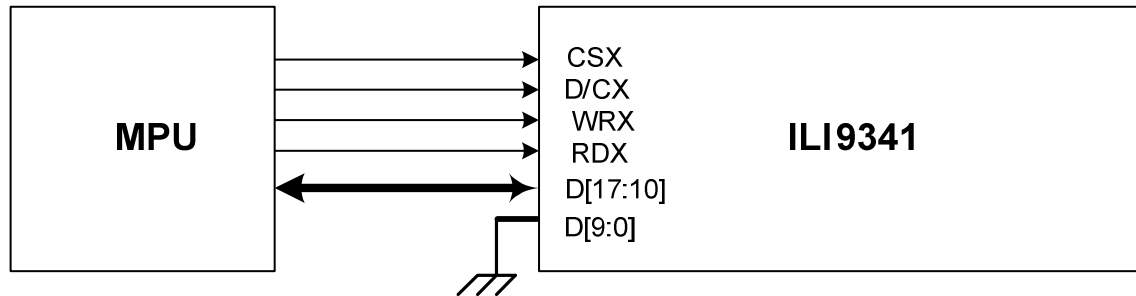 MPU
CSX
D/CX
WRX
RDX
D[17:10]
D[9:0]
ILI9341